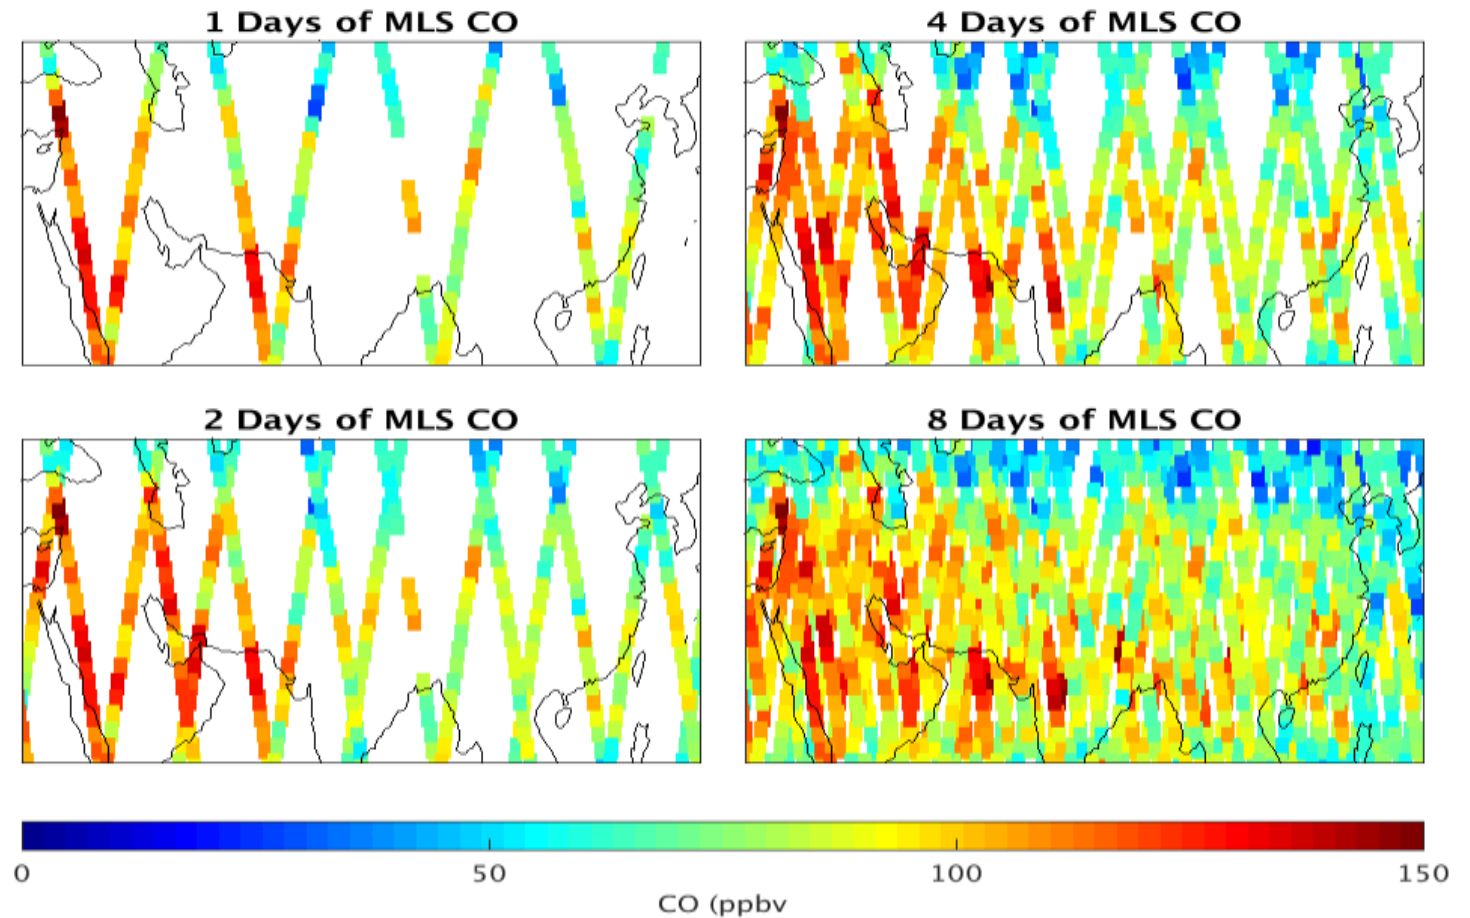 1 Days of MLS CO
4 Days of MLS CO
2 Days of MLS CO
8 Days of MLS CO
0 50 100 150
CO (ppbv